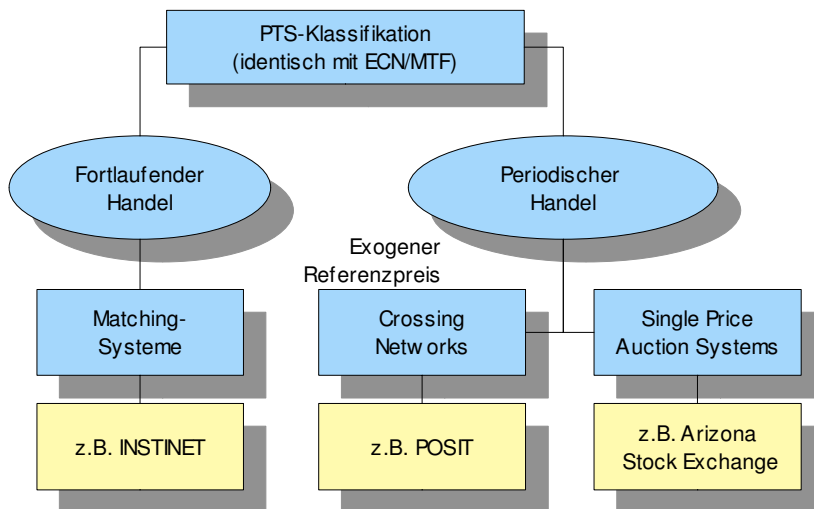 PTS-Klassifikation
(identisch mit ECN/MTF)
Fortlaufender
Handel
Periodischer
Handel
Exogener
Referenzpreis
Matching-
Systeme
Crossing
Networks
Single Price
Auction Systems
z.B. INSTINET
z.B. POSIT
z.B. Arizona
Stock Exchange